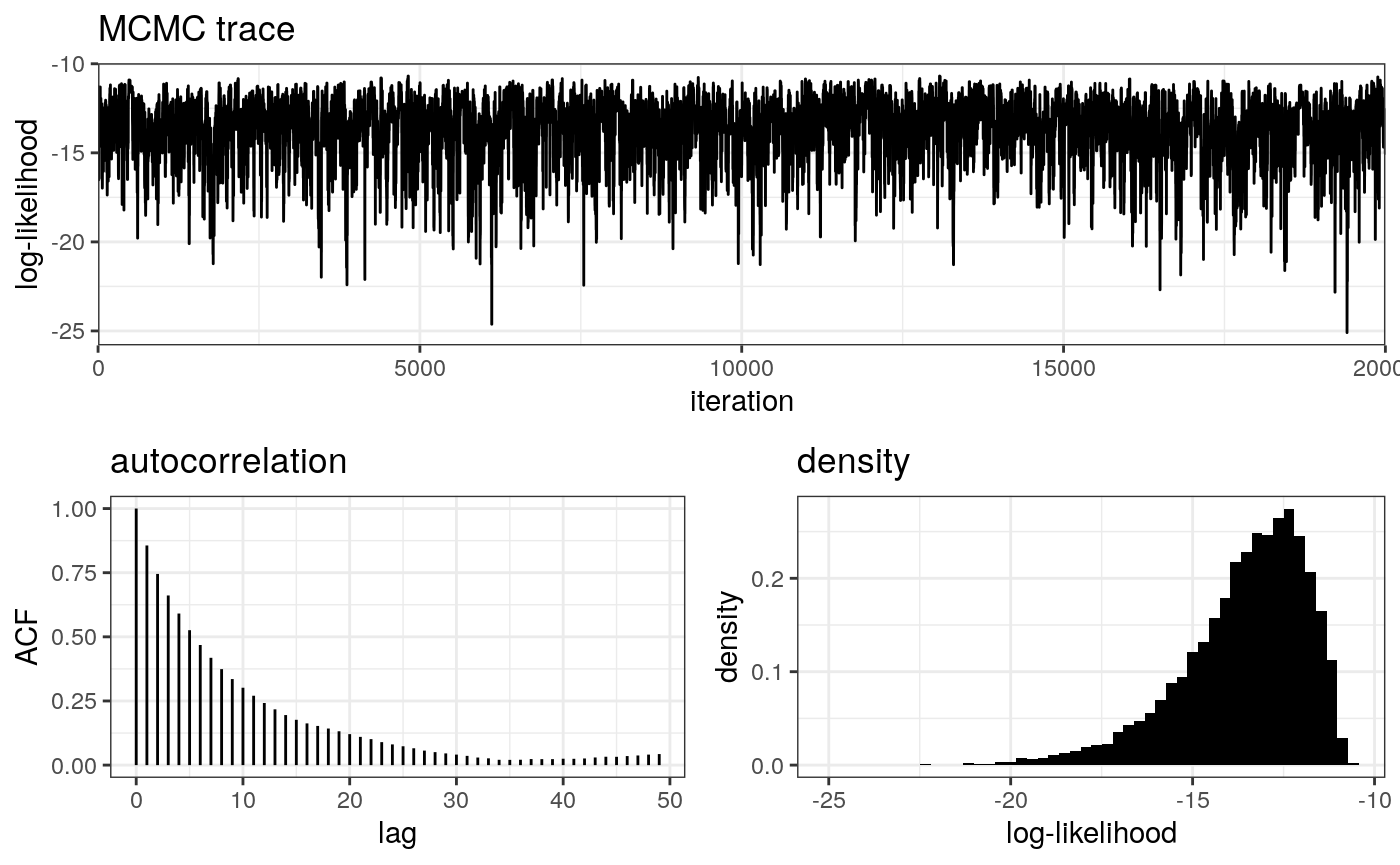 MCMC trace
log-likelihood
-10
-15
-20
-25
0 5000 10000 15000 2000
iteration
autocorrelation
ACF
1.00
0.75
0.50
0.25
0.00
0 10 20 30 40 50
lag
density
density
0.2
0.1
0.0
-25 -20 -15 -10
log-likelihood